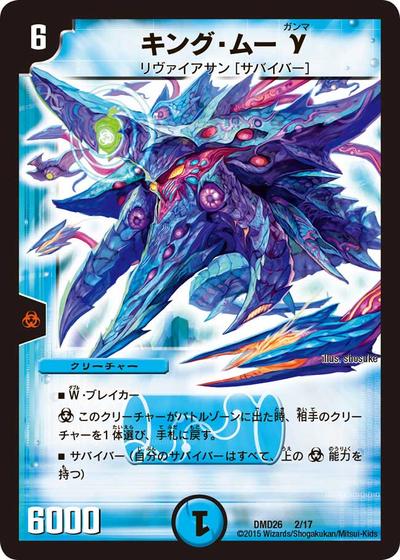 6
ガンマ
キング・ムー γ
リヴァイアサン [サバイバー]
illus. shosuke
クリーチャー
■ W・ブレイカー
このクリーチャーがバトルゾーンに出た時、相手のクリー
チャーを1体選び、手札に戻す。
■ サバイバー（自分のサバイバーはすべて、上の 能力を
持つ）
6000
1
DMD26 2/17
©2015 Wizards/Shogakukan/Mitsui-Kids